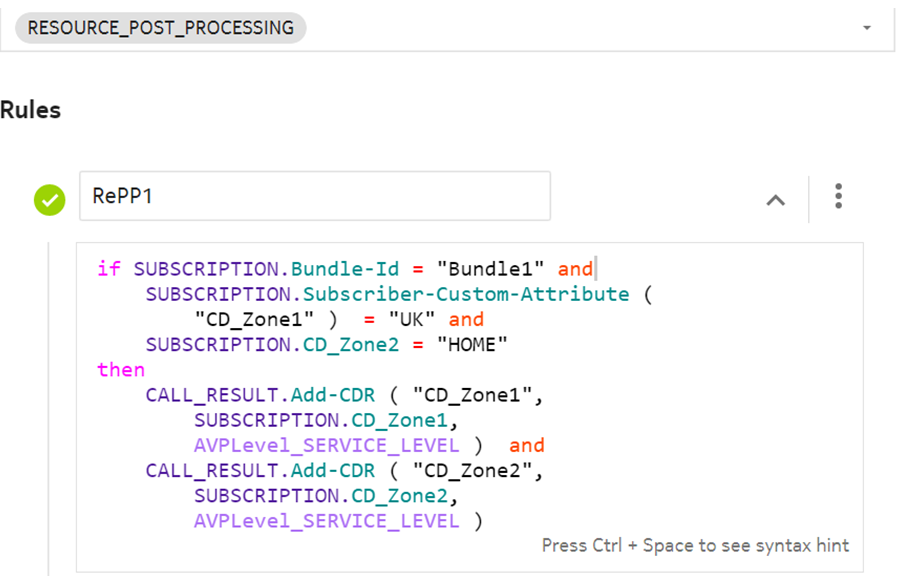 RESOURCE_POST_PROCESSING
Rules
RePP1
if SUBSCRIPTION.Bundle-Id = "Bundle1" and
SUBSCRIPTION.Subscriber-Custom-Attribute (
"CD_Zone1" ) = "UK" and
SUBSCRIPTION.CD_Zone2 = "HOME"
then
CALL_RESULT.Add-CDR ( "CD_Zone1",
SUBSCRIPTION.CD_Zone1,
AVPLevel_SERVICE_LEVEL ) and
CALL_RESULT.Add-CDR ( "CD_Zone2",
SUBSCRIPTION.CD_Zone2,
AVPLevel_SERVICE_LEVEL )
Press Ctrl + Space to see syntax hint